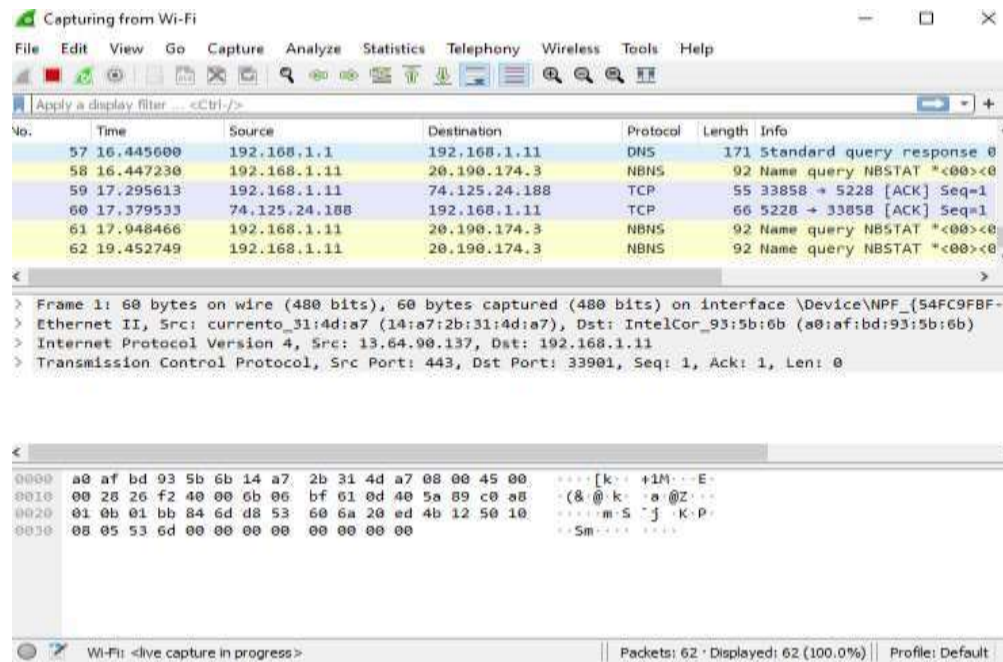 Capturing from Wi-Fi
File Edit View Go Capture Analyze Statistics Telephony Wireless Tools Help
Apply a display filter ... <Ctrl-/>
No. Time Source Destination Protocol Length Info
57 16.445600 192.168.1.1 192.168.1.11 DNS 171 Standard query response 0
58 16.447230 192.168.1.11 20.190.174.3 NBNS 92 Name query NBSTAT *<00><0
59 17.295613 192.168.1.11 74.125.24.188 TCP 55 33858 → 5228 [ACK] Seq=1
60 17.379533 74.125.24.188 192.168.1.11 TCP 66 5228 → 33858 [ACK] Seq=1
61 17.948466 192.168.1.11 20.190.174.3 NBNS 92 Name query NBSTAT *<00><0
62 19.452749 192.168.1.11 20.190.174.3 NBNS 92 Name query NBSTAT *<00><0
> Frame 1: 60 bytes on wire (480 bits), 60 bytes captured (480 bits) on interface \Device\NPF_{54FC9FBF-
> Ethernet II, Src: currento_31:4d:a7 (14:a7:2b:31:4d:a7), Dst: IntelCor_93:5b:6b (a0:af:bd:93:5b:6b)
> Internet Protocol Version 4, Src: 13.64.90.137, Dst: 192.168.1.11
> Transmission Control Protocol, Src Port: 443, Dst Port: 33901, Seq: 1, Ack: 1, Len: 0
0000 a0 af bd 93 5b 6b 14 a7 2b 31 4d a7 08 00 45 00 ····[k·· +1M···E·
0010 00 28 26 f2 40 00 6b 06 bf 61 0d 40 5a 89 c0 a8 ·(&·@·k· ·a·@Z···
0020 01 0b 01 bb 84 6d d8 53 60 6a 20 ed 4b 12 50 10 ·····m·S `j ·K·P·
0030 08 05 53 6d 00 00 00 00 00 00 00 00 ··Sm···· ····
Wi-Fi: <live capture in progress>
Packets: 62 · Displayed: 62 (100.0%)
Profile: Default